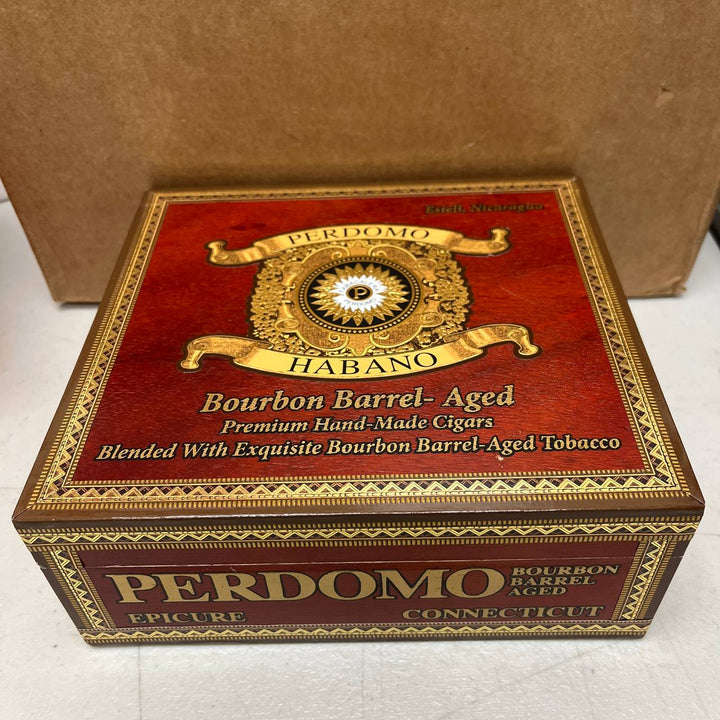 Estelí, Nicaragua
PERDOMO
P
HABANO
Bourbon Barrel- Aged
Premium Hand-Made Cigars
Blended With Exquisite Bourbon Barrel-Aged Tobacco
PERDOMO
BOURBON
BARREL
AGED
EPICURE CONNECTICUT